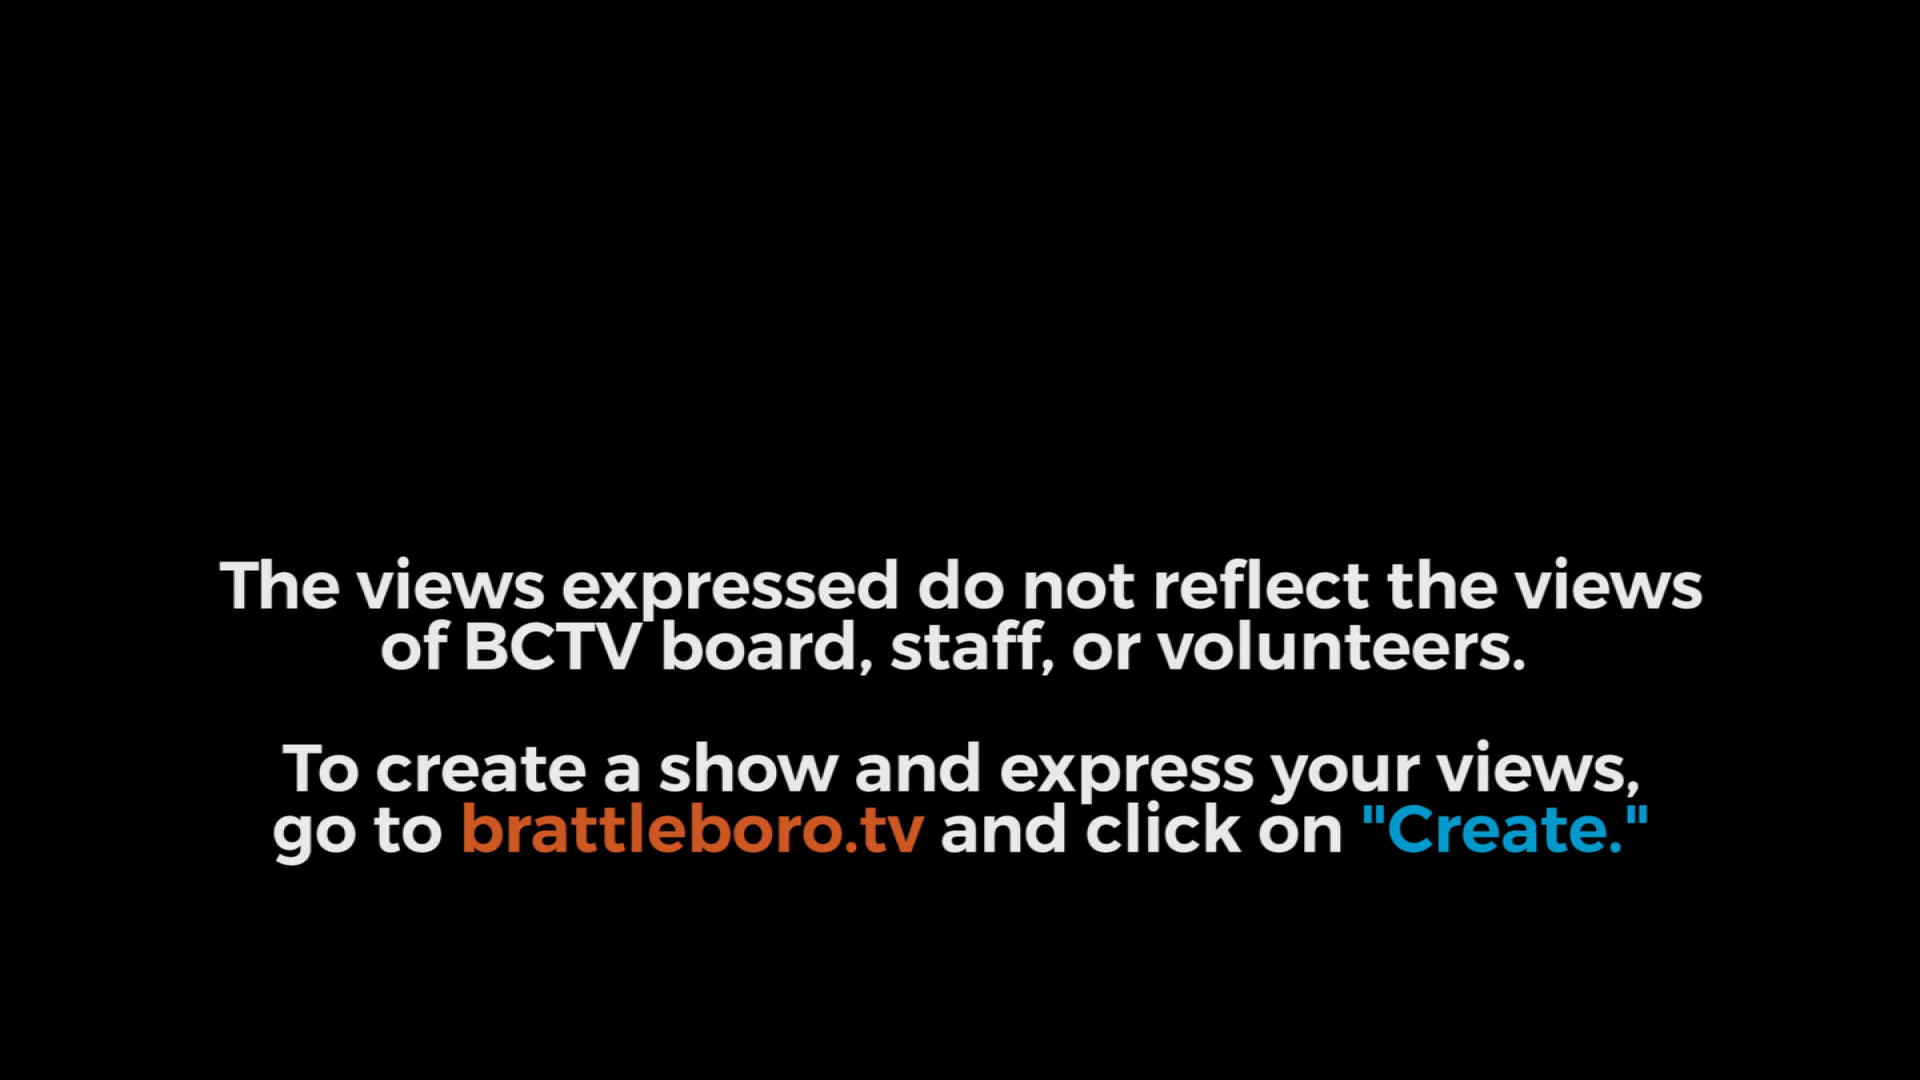 The views expressed do not reflect the views
of BCTV board, staff, or volunteers.
To create a show and express your views,
go to brattleboro.tv and click on "Create."